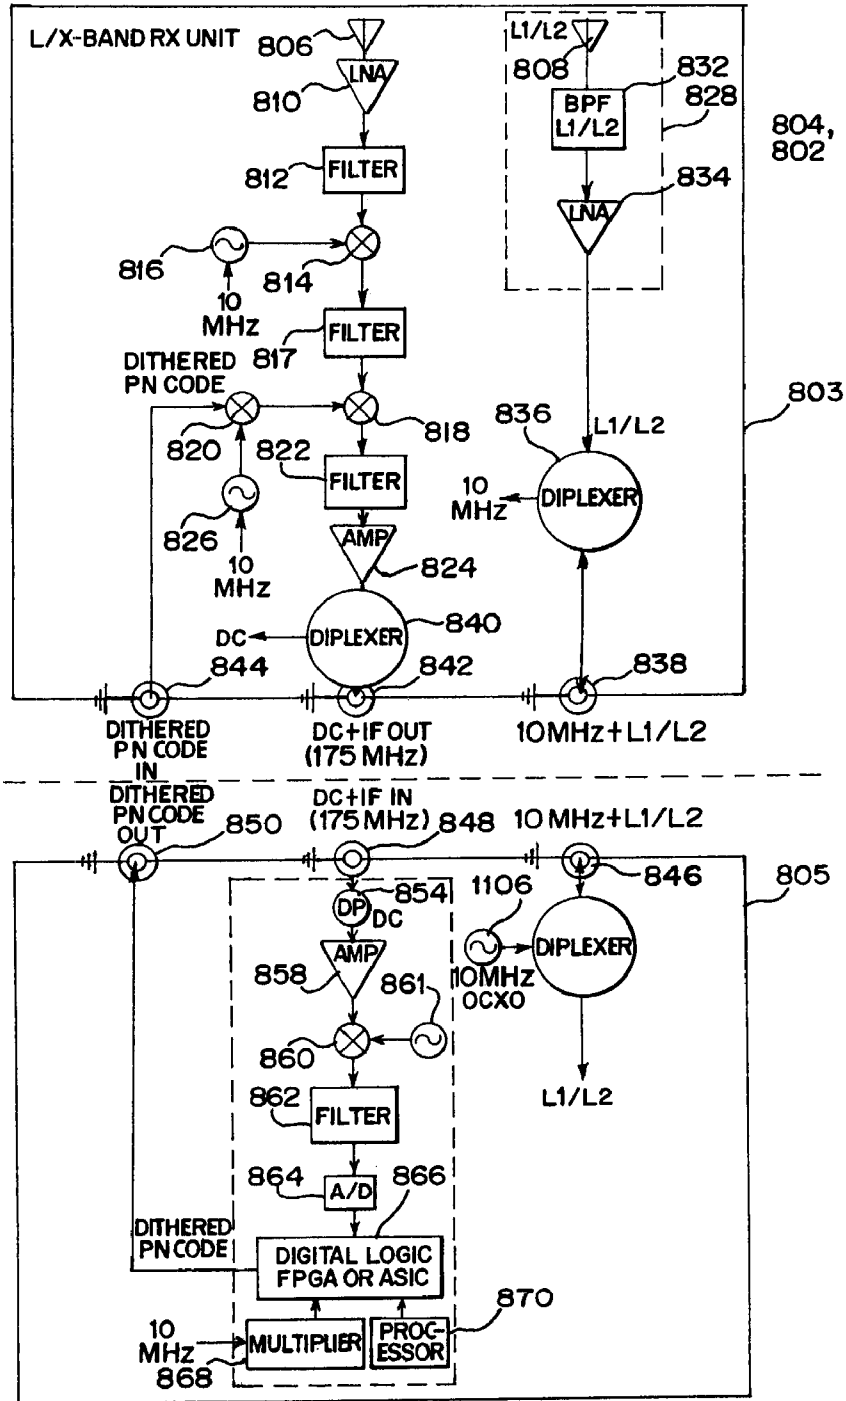 L/X-BAND RX UNIT
806
L1/L2
808
832
LNA
810
BPF
L1/L2
828
804,
802
812
FILTER
834
LNA
816
814
10
MHz
817
FILTER
DITHERED
PN CODE
803
820
818
836
L1/L2
822
FILTER
10
MHz
DIPLEXER
826
10
MHz
AMP
824
DC
DIPLEXER
840
844
842
838
DITHERED
PN CODE
IN
DC+IF OUT
(175 MHz)
10MHz+L1/L2
DITHERED
PN CODE
OUT
850
DC+IF IN
(175 MHz)
848
10 MHz+L1/L2
846
805
854
DP
DC
1106
AMP
858
DIPLEXER
10MHz
OCXO
861
860
L1/L2
862
FILTER
864
A/D
866
DITHERED
PN CODE
DIGITAL LOGIC
FPGA OR ASIC
870
10
MHz
868
MULTIPLIER
PROC-
ESSOR